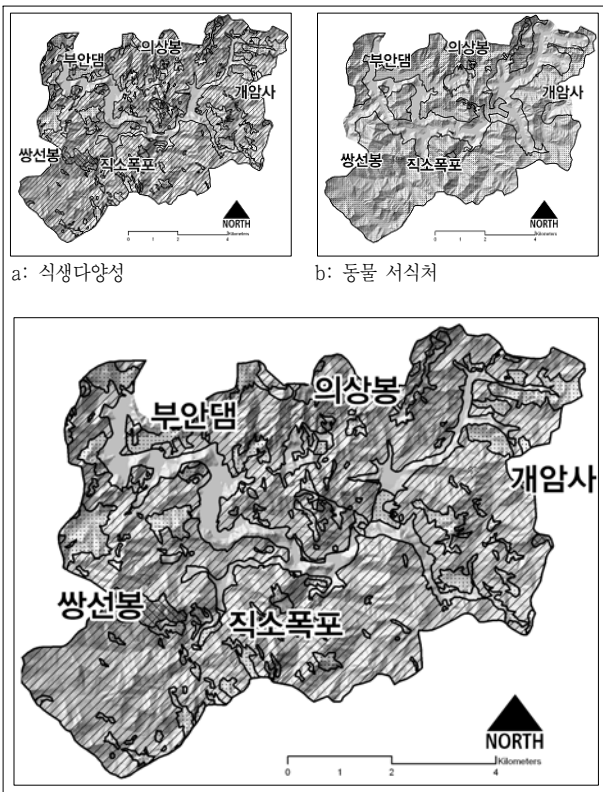 부안댐
의상봉
개암사
쌍선봉
직소폭포
NORTH
0 1 2 4
Kilometers
a: 식생다양성
부안댐
의상봉
개암사
쌍선봉
직소폭포
NORTH
0 1 2 4
Kilometers
b: 동물 서식처
의상봉
부안댐
개암사
쌍선봉
직소폭포
NORTH
Kilometers
0 1 2 4